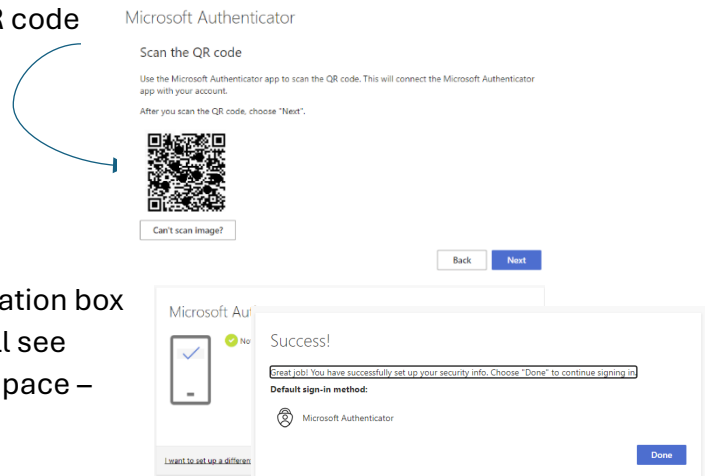 R code
Microsoft Authenticator
Scan the QR code
Use the Microsoft Authenticator app to scan the QR code. This will connect the Microsoft Authenticator
app with your account.
After you scan the QR code, choose "Next".
Can't scan image?
Back Next
ation box
ll see
pace –
Microsoft Aut
No
I want to set up a differen
Success!
Great job! You have successfully set up your security info. Choose "Done" to continue signing in.
Default sign-in method:
Microsoft Authenticator
Done